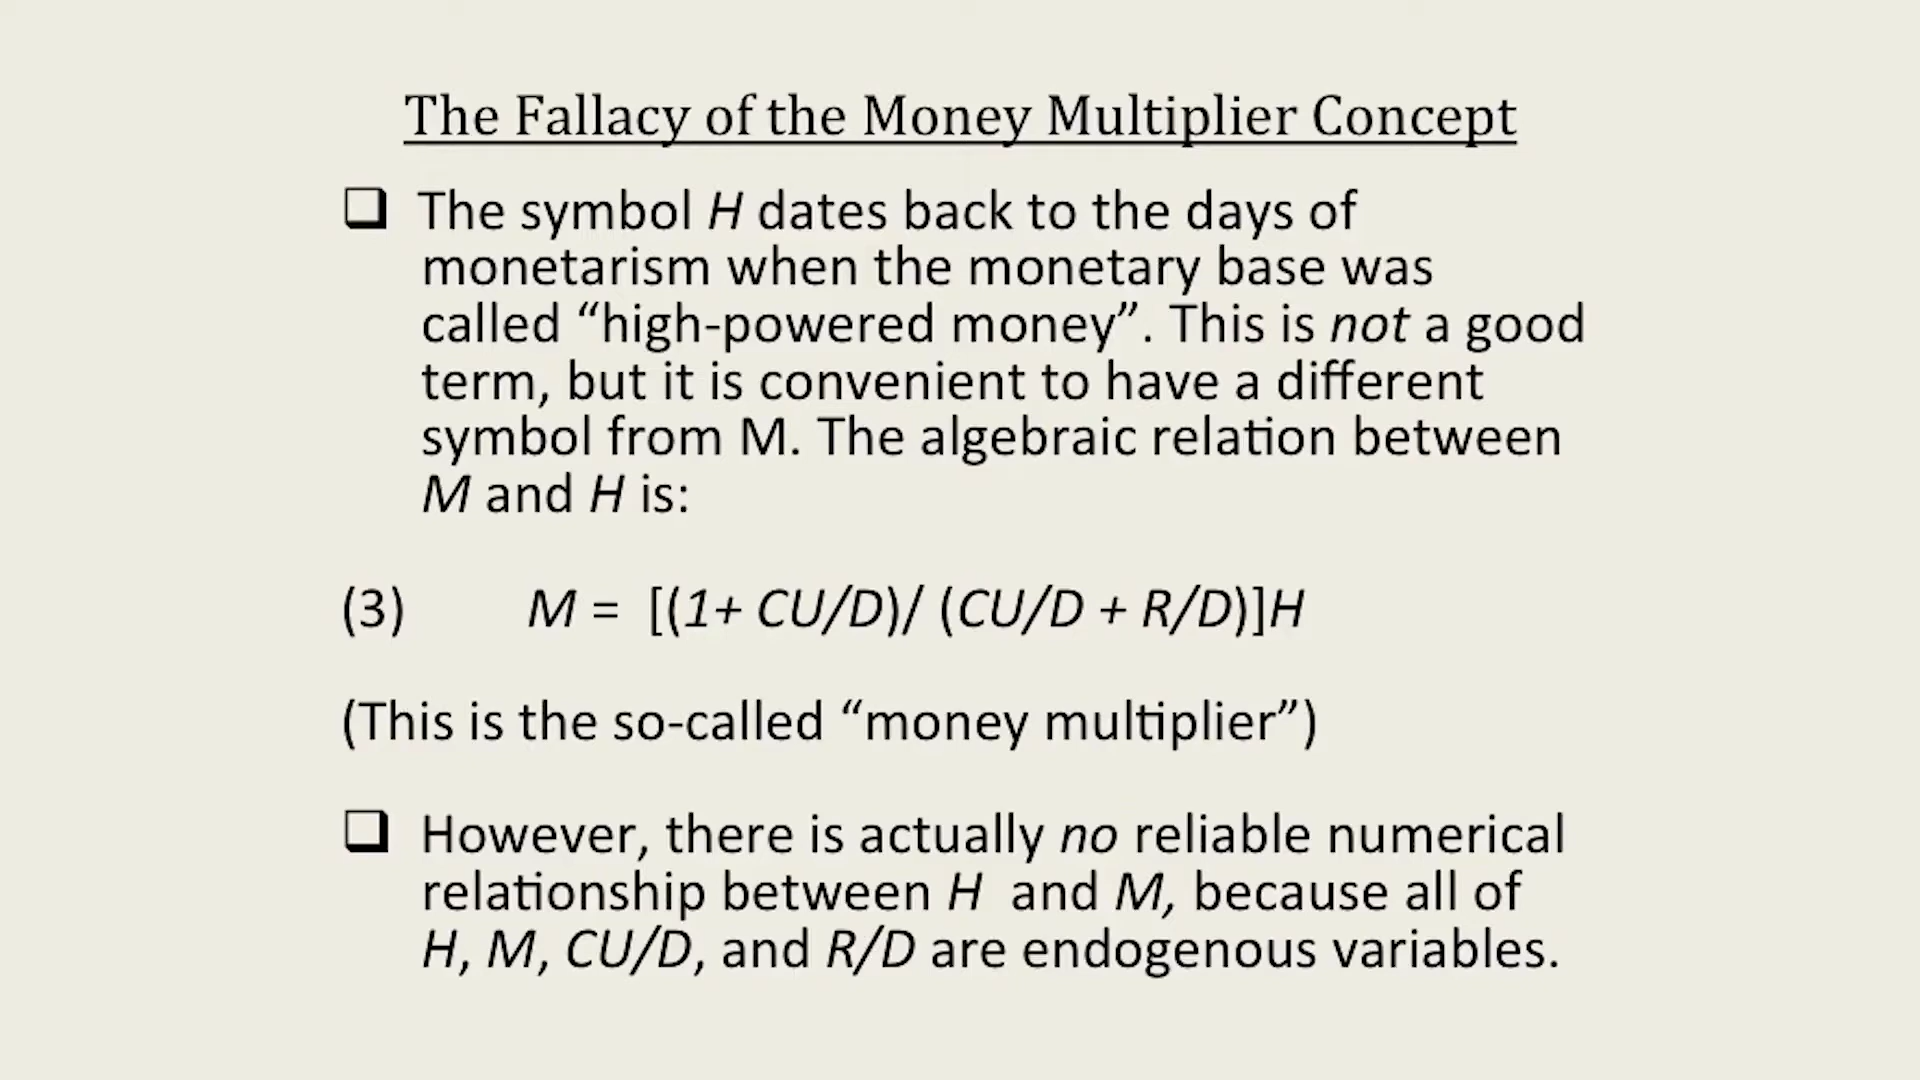 The Fallacy of the Money Multiplier Concept
❑ The symbol H dates back to the days of
monetarism when the monetary base was
called “high-powered money”. This is not a good
term, but it is convenient to have a different
symbol from M. The algebraic relation between
M and H is:
(3) M = [(1+ CU/D)/ (CU/D + R/D)]H
(This is the so-called “money multiplier”)
❑ However, there is actually no reliable numerical
relationship between H and M, because all of
H, M, CU/D, and R/D are endogenous variables.